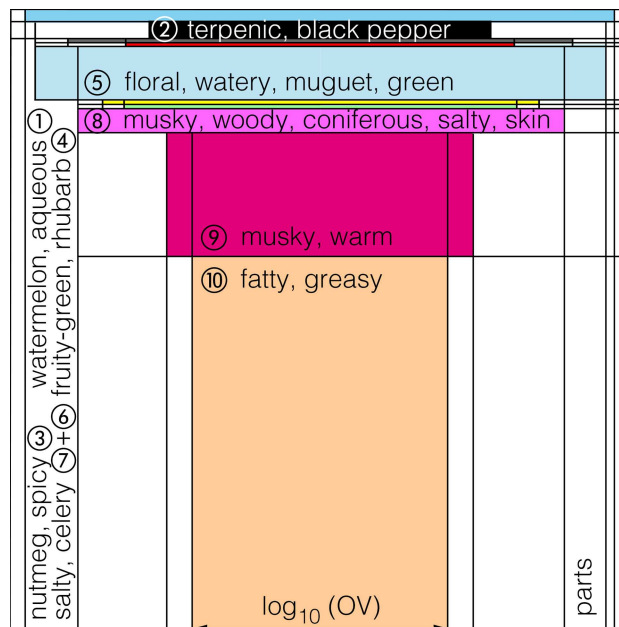 ② terpenic, black pepper
⑤ floral, watery, muguet, green
⑧ musky, woody, coniferous, salty, skin
⑨ musky, warm
⑩ fatty, greasy
watermelon, aqueous ①
fruity-green, rhubarb ④
nutmeg, spicy ③
salty, celery ⑦+⑥
log₁₀ (OV)
parts